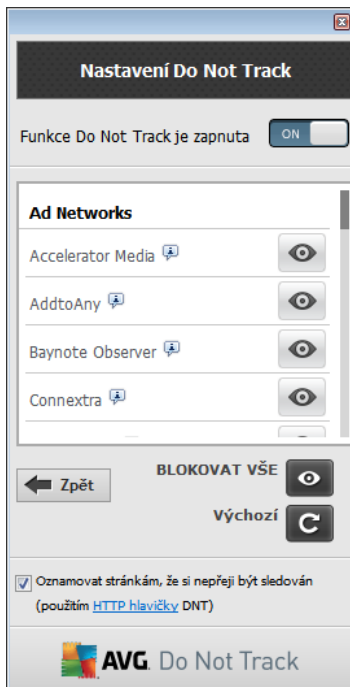 Nastavení Do Not Track
Funkce Do Not Track je zapnuta ON
Ad Networks
Accelerator Media
AddtoAny
Baynote Observer
Connextra
BLOKOVAT VŠE
Zpět
Výchozí
Oznamovat stránkám, že si nepřeji být sledován
(použitím HTTP hlavičky DNT)
AVG. Do Not Track